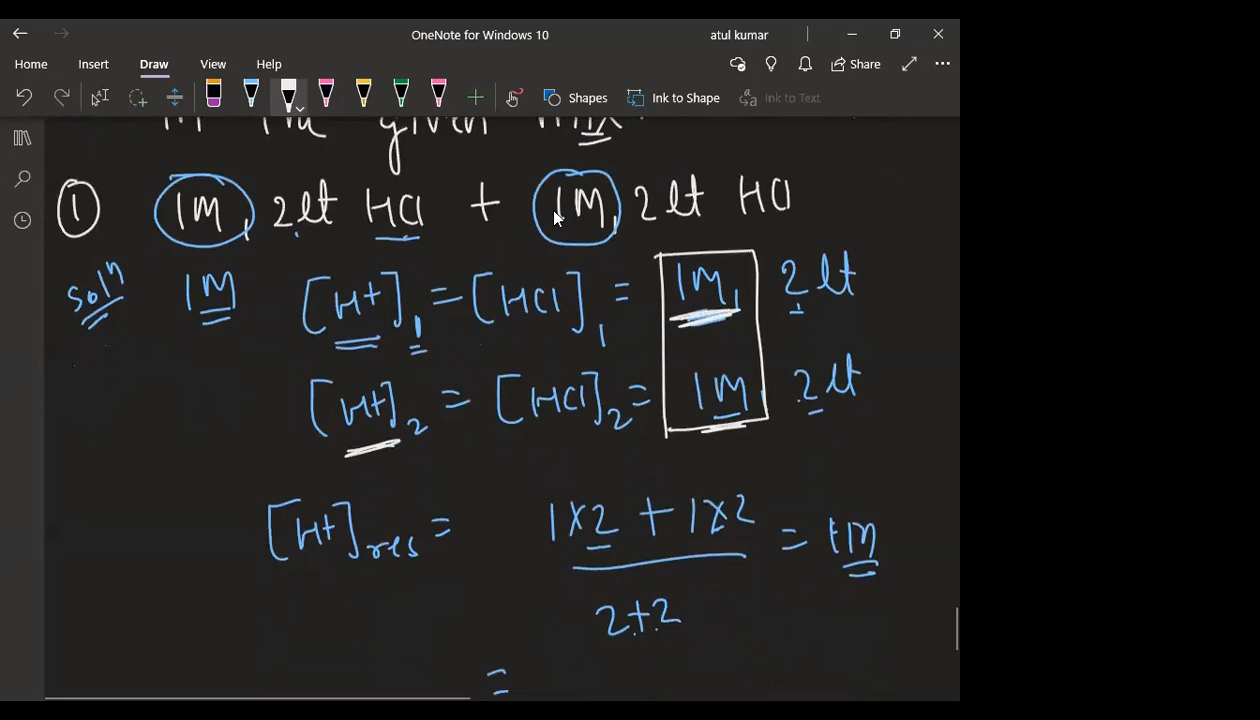 OneNote for Windows 10
atul kumar
Home Insert Draw View Help
Share
Shapes Ink to Shape Ink to Text
given mix.
① 1M, 2lt HCl + 1M, 2lt HCl
soln 1M [H+]1 = [HCl]1 = 1M, 2lt
[H+]2 = [HCl]2 = 1M, 2lt
[H+]res = 1×2 + 1×2 = 1M
2+2
=